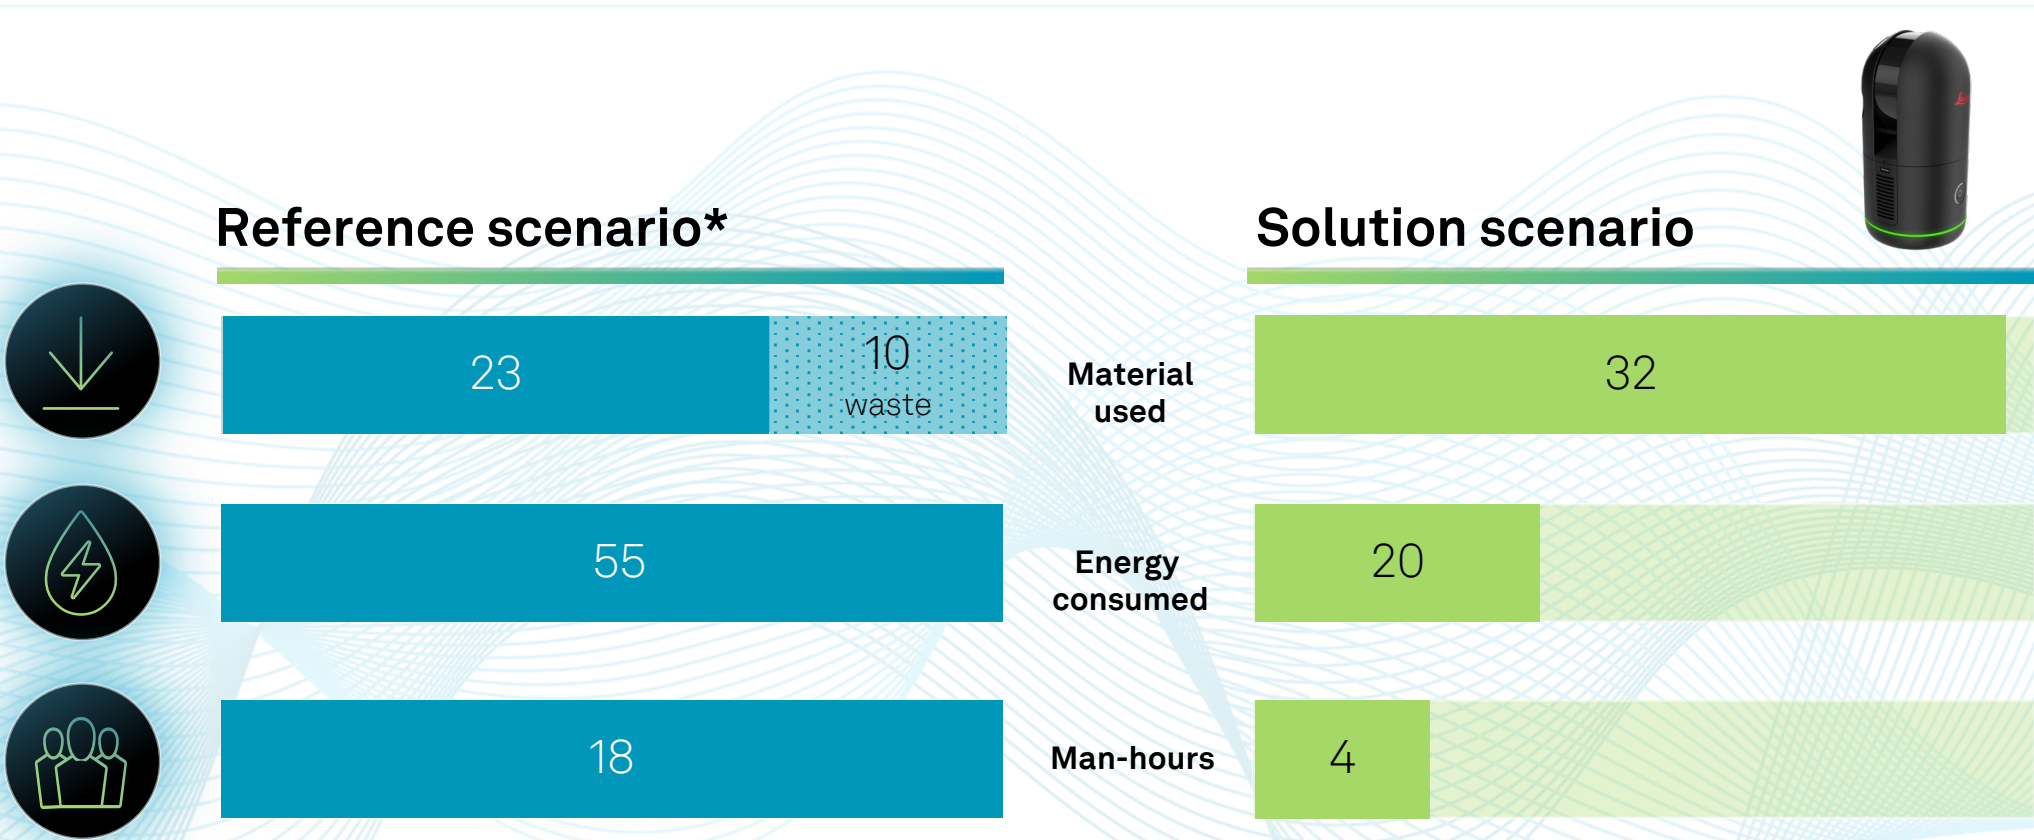 Reference scenario*
Solution scenario
23
10
waste
Material
used
32
55
Energy
consumed
20
18
Man-hours
4